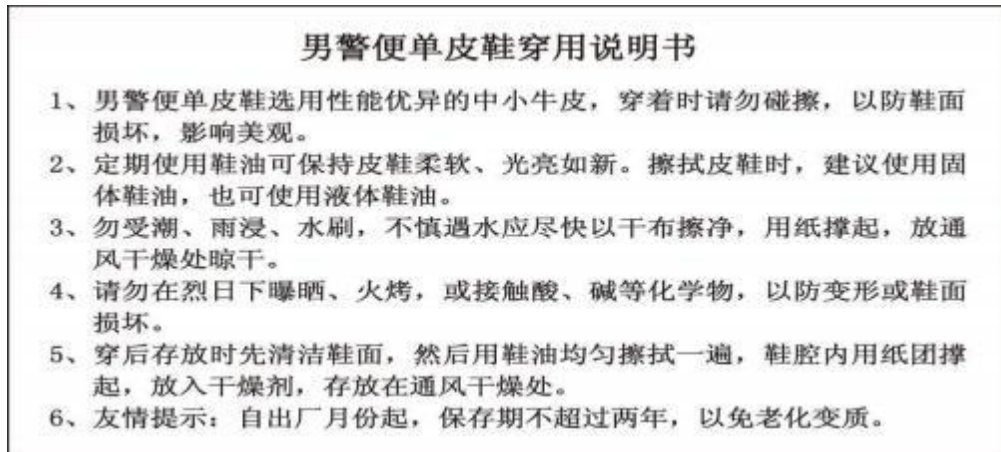 男警便单皮鞋穿用说明书
1、男警便单皮鞋选用性能优异的中小牛皮，穿着时请勿碰擦，以防鞋面
损坏，影响美观。
2、定期使用鞋油可保持皮鞋柔软、光亮如新。擦拭皮鞋时，建议使用固
体鞋油，也可使用液体鞋油。
3、勿受潮、雨浸、水刷，不慎遇水应尽快以干布擦净，用纸撑起，放通
风干燥处晾干。
4、请勿在烈日下曝晒、火烤，或接触酸、碱等化学物，以防变形或鞋面
损坏。
5、穿后存放时先清洁鞋面，然后用鞋油均匀擦拭一遍，鞋腔内用纸团撑
起，放入干燥剂，存放在通风干燥处。
6、友情提示：自出厂月份起，保存期不超过两年，以免老化变质。